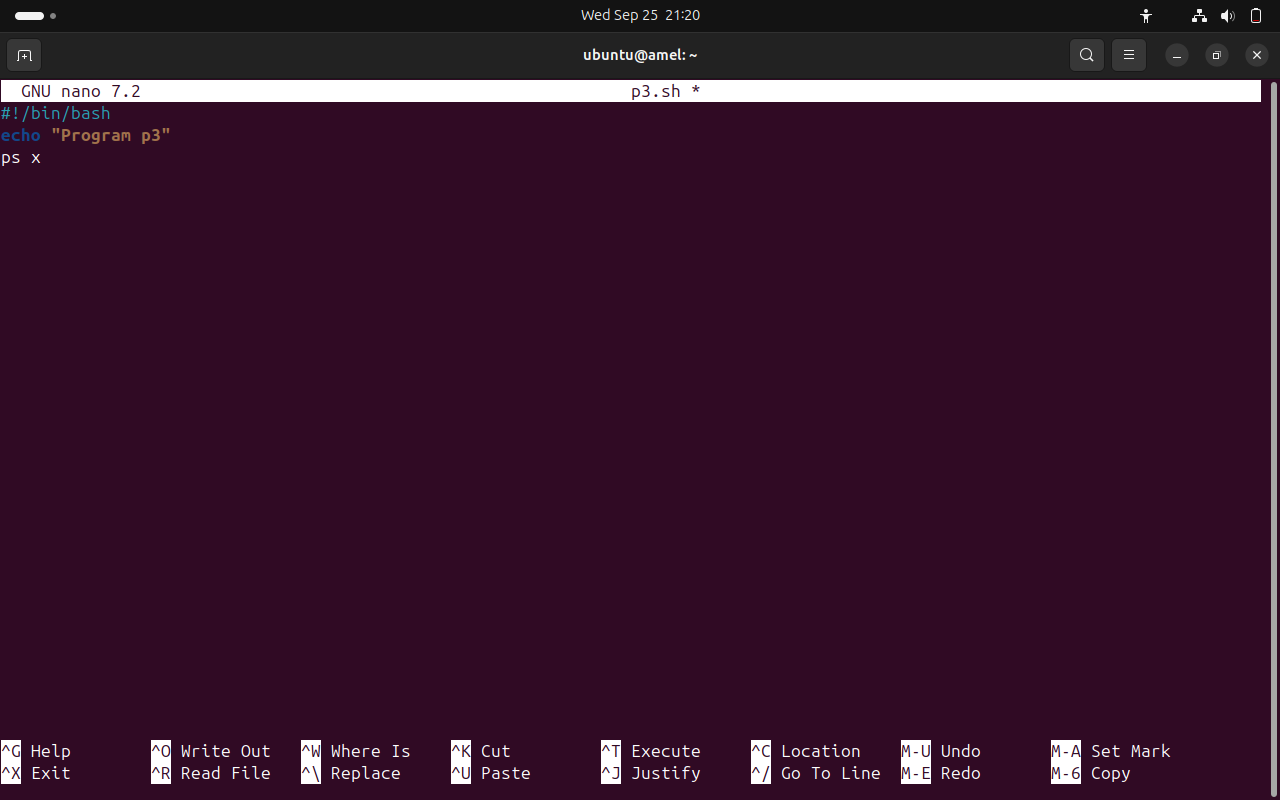 Wed Sep 25 21:20
ubuntu@amel: ~
GNU nano 7.2 p3.sh *
#!/bin/bash
echo "Program p3"
ps x
^G Help ^O Write Out ^W Where Is ^K Cut ^T Execute ^C Location M-U Undo M-A Set Mark
^X Exit ^R Read File ^\ Replace ^U Paste ^J Justify ^/ Go To Line M-E Redo M-6 Copy